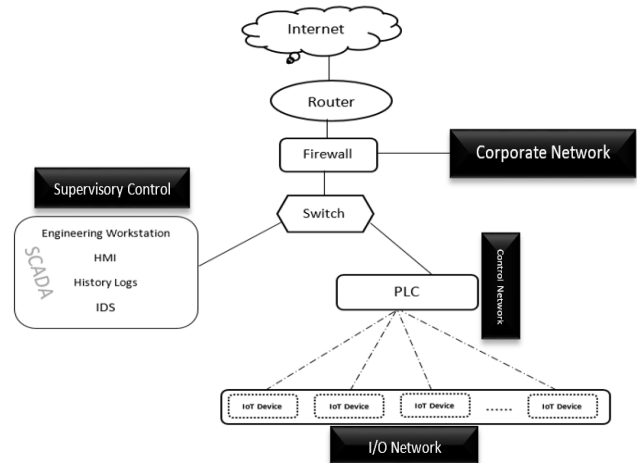 Internet
Router
Firewall
Corporate Network
Supervisory Control
Switch
Engineering Workstation
HMI
History Logs
IDS
SCADA
PLC
Control Network
IoT Device
IoT Device
IoT Device
......
IoT Device
I/O Network